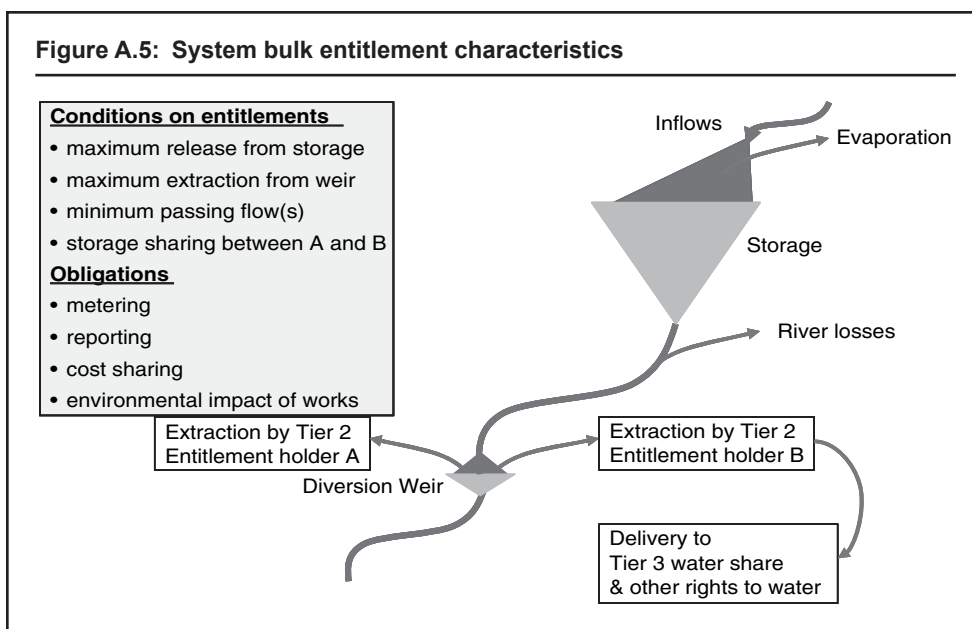 Figure A.5: System bulk entitlement characteristics
Conditions on entitlements
• maximum release from storage
• maximum extraction from weir
• minimum passing flow(s)
• storage sharing between A and B
Obligations
• metering
• reporting
• cost sharing
• environmental impact of works
Inflows
Evaporation
Storage
River losses
Extraction by Tier 2
Entitlement holder A
Extraction by Tier 2
Entitlement holder B
Diversion Weir
Delivery to
Tier 3 water share
& other rights to water